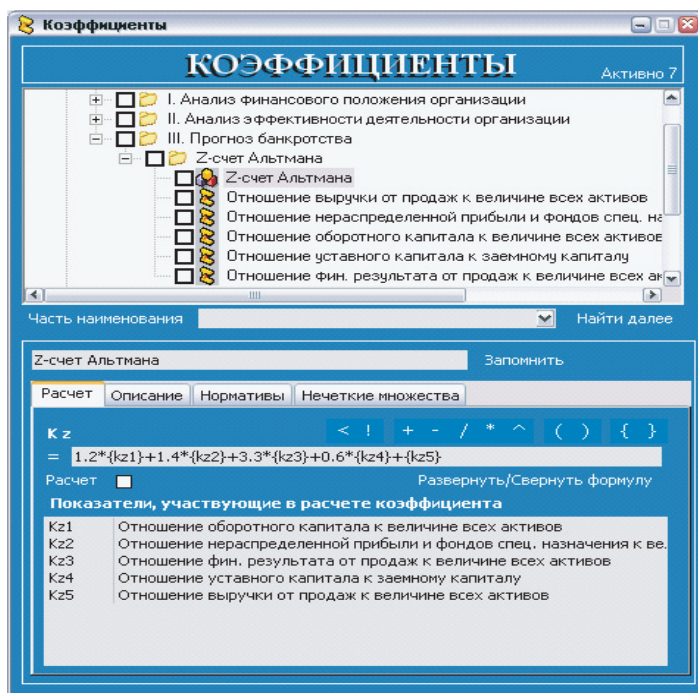 Коэффициенты
КОЭФФИЦИЕНТЫ
Активно 7
I. Анализ финансового положения организации
II. Анализ эффективности деятельности организации
III. Прогноз банкротства
Z-счет Альтмана
Z-счет Альтмана
Отношение выручки от продаж к величине всех активов
Отношение нераспределенной прибыли и фондов спец. на
Отношение оборотного капитала к величине всех активов
Отношение уставного капитала к заемному капиталу
Отношение фин. результата от продаж к величине всех ак
Часть наименования Найти далее
Z-счет Альтмана Запомнить
Расчет Описание Нормативы Нечеткие множества
K z < ! + - / * ^ ( ) { }
= 1.2*{kz1}+1.4*{kz2}+3.3*{kz3}+0.6*{kz4}+{kz5}
Расчет Развернуть/Свернуть формулу
Показатели, участвующие в расчете коэффициента
Kz1 Отношение оборотного капитала к величине всех активов
Kz2 Отношение нераспределенной прибыли и фондов спец. назначения к ве.
Kz3 Отношение фин. результата от продаж к величине всех активов
Kz4 Отношение уставного капитала к заемному капиталу
Kz5 Отношение выручки от продаж к величине всех активов